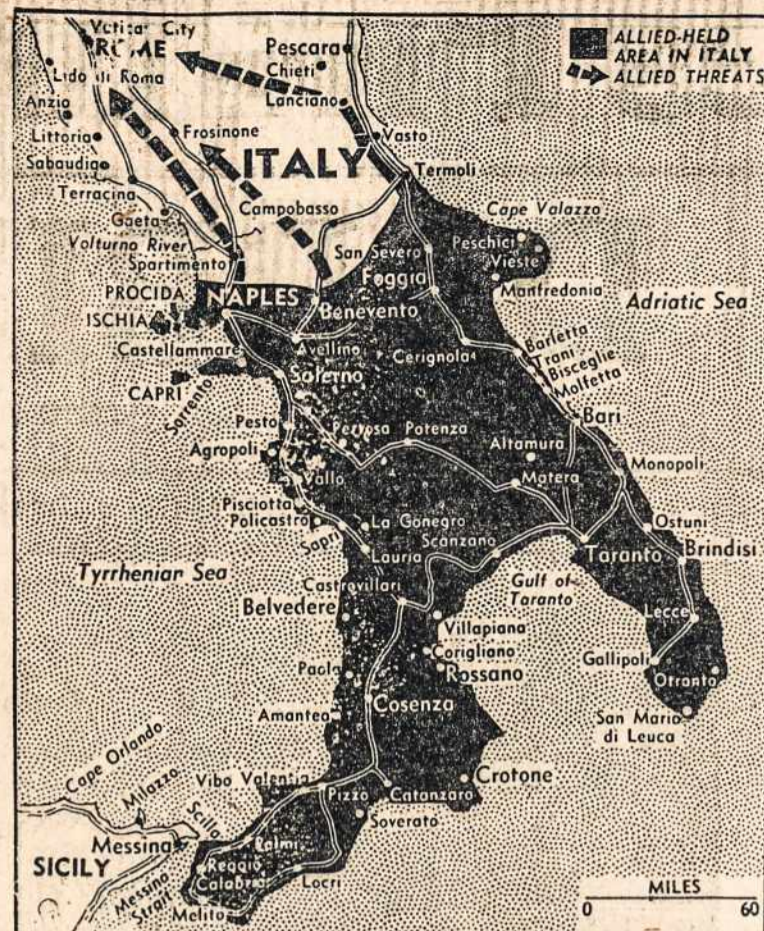 Vatican City
ROME
Lido di Roma
Anzio
Littoria
Sabaudia
Terracina
Gaeta
Volturno River
Spartimento
Frosinone
ITALY
Campobasso
Pescara
Chieti
Lanciano
Vasto
Termoli
ALLIED-HELD
AREA IN ITALY
ALLIED THREATS
Cape Valazzo
Peschici
Vieste
Manfredonia
Adriatic Sea
San Severo
Foggia
PROCIDA
ISCHIA
NAPLES
Benevento
Avellino
Castellammare
CAPRI
Sorrento
Solerno
Cerignola
Barletta
Trani
Bisceglie
Molfetta
Bari
Pesto
Agropoli
Pertosa
Potenza
Altamura
Matera
Monopoli
Vallo
Pisciotta
Policastro
Sapri
La Gonegro
Lauria
Scanzano
Taranto
Ostuni
Brindisi
Tyrrheniar Sea
Castrovillari
Belvedere
Gulf of
Taranto
Lecce
Gallipoli
Otranto
San Maria
di Leuca
Villapiana
Corigliano
Rossano
Paola
Cosenza
Amantea
Cape Orlando
Milazzo
Scilla
Vibo Valentia
Pizzo
Catanzaro
Crotone
Soverato
Messina
SICILY
Messina
Strait
Palmi
Reggio
Calabria
Locri
Melito
MILES
0 60